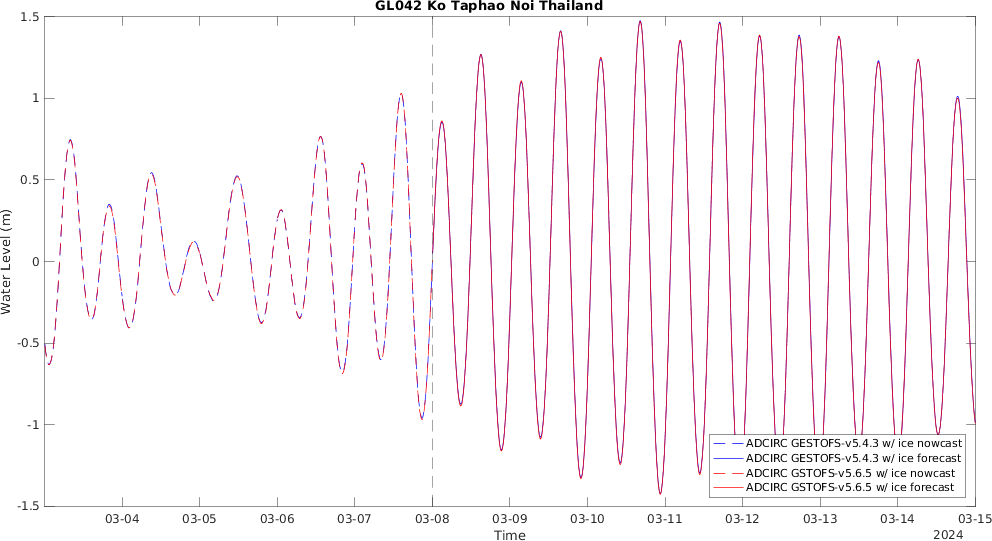 GL042 Ko Taphao Noi Thailand
1.5
1
0.5
0
-0.5
-1
-1.5
Water Level (m)
ADCIRC GESTOFS-v5.4.3 w/ ice nowcast
ADCIRC GESTOFS-v5.4.3 w/ ice forecast
ADCIRC GSTOFS-v5.6.5 w/ ice nowcast
ADCIRC GSTOFS-v5.6.5 w/ ice forecast
03-04 03-05 03-06 03-07 03-08 03-09 03-10 03-11 03-12 03-13 03-14 03-15
Time
2024